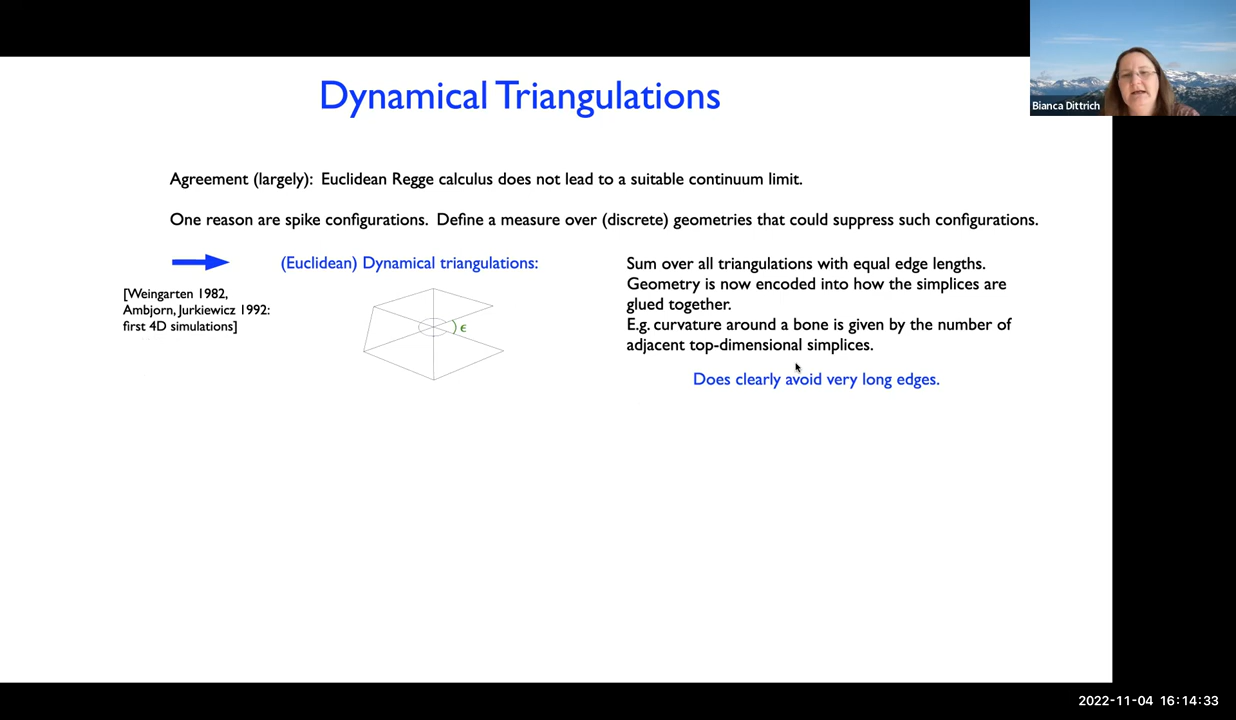 Dynamical Triangulations
Bianca Dittrich
Agreement (largely): Euclidean Regge calculus does not lead to a suitable continuum limit.
One reason are spike configurations. Define a measure over (discrete) geometries that could suppress such configurations.
(Euclidean) Dynamical triangulations:
[Weingarten 1982,
Ambjorn, Jurkiewicz 1992:
first 4D simulations]
ϵ
Sum over all triangulations with equal edge lengths.
Geometry is now encoded into how the simplices are
glued together.
E.g. curvature around a bone is given by the number of
adjacent top-dimensional simplices.
Does clearly avoid very long edges.
2022-11-04 16:14:33